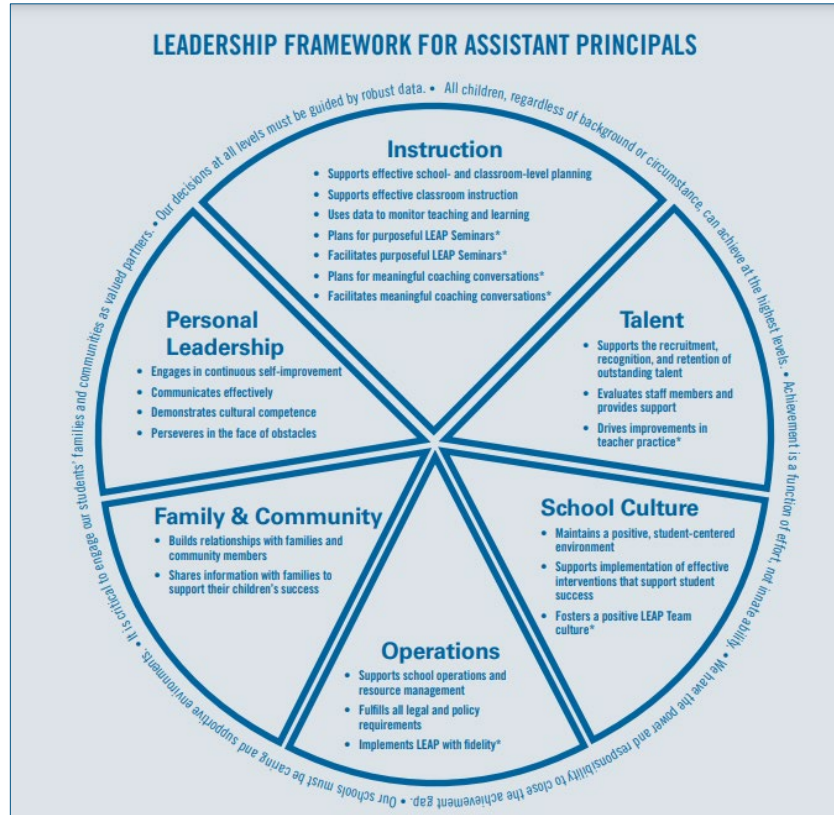 LEADERSHIP FRAMEWORK FOR ASSISTANT PRINCIPALS
All children, regardless of background or circumstance, can achieve at the highest levels. • Achievement is a function of effort, not innate ability. • We have the power and responsibility to close the achievement gap. • Our schools must be caring and supportive environments. • It is critical to engage our students' families and communities as valued partners. • Our decisions at all levels must be guided by robust data. •
Instruction
• Supports effective school- and classroom-level planning
• Supports effective classroom instruction
• Uses data to monitor teaching and learning
• Plans for purposeful LEAP Seminars*
• Facilitates purposeful LEAP Seminars*
• Plans for meaningful coaching conversations*
• Facilitates meaningful coaching conversations*
Talent
• Supports the recruitment,
recognition, and retention of
outstanding talent
• Evaluates staff members and
provides support
• Drives improvements in
teacher practice*
School Culture
• Maintains a positive, student-centered
environment
• Supports implementation of effective
interventions that support student
success
• Fosters a positive LEAP Team
culture*
Operations
• Supports school operations and
resource management
• Fulfills all legal and policy
requirements
• Implements LEAP with fidelity*
Family & Community
• Builds relationships with families and
community members
• Shares information with families to
support their children's success
Personal
Leadership
• Engages in continuous self-improvement
• Communicates effectively
• Demonstrates cultural competence
• Perseveres in the face of obstacles